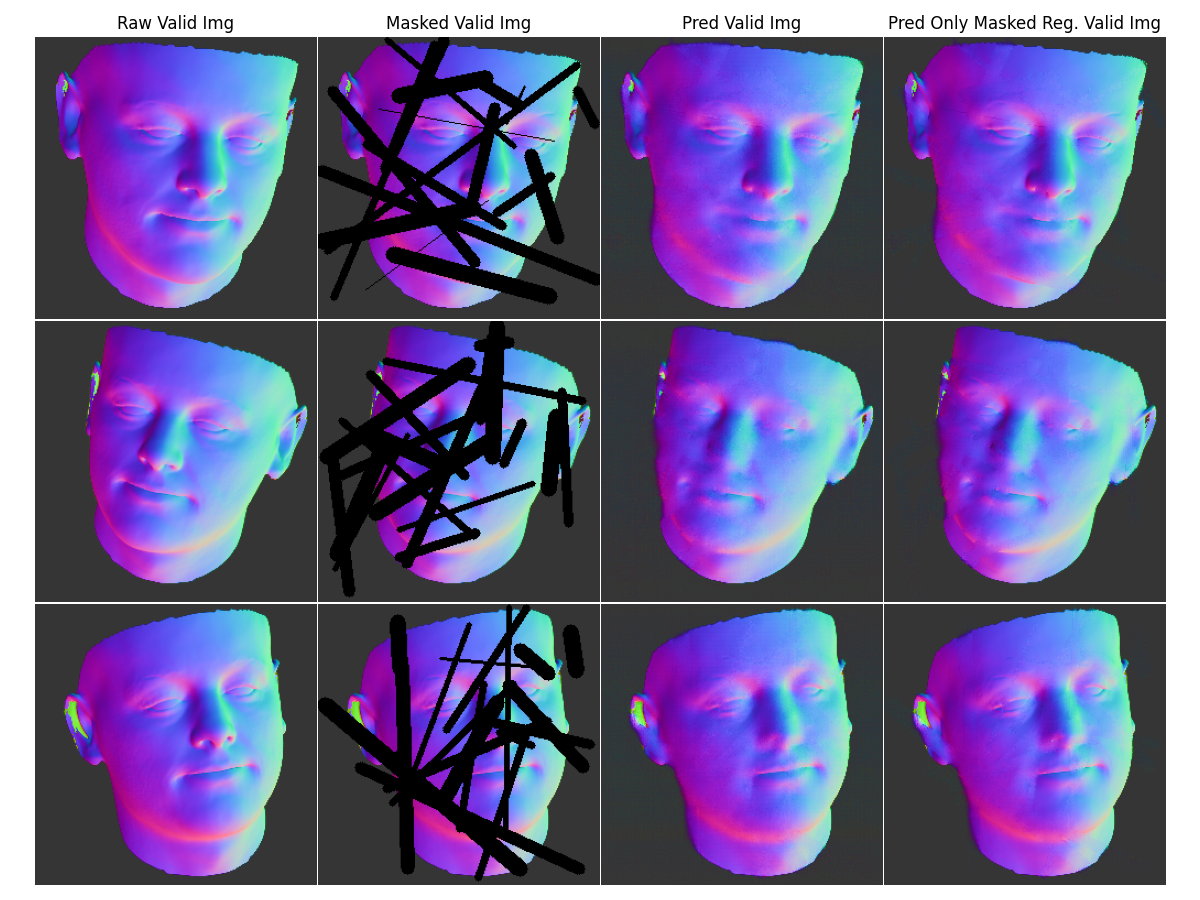 Raw Valid Img
Masked Valid Img
Pred Valid Img
Pred Only Masked Reg. Valid Img